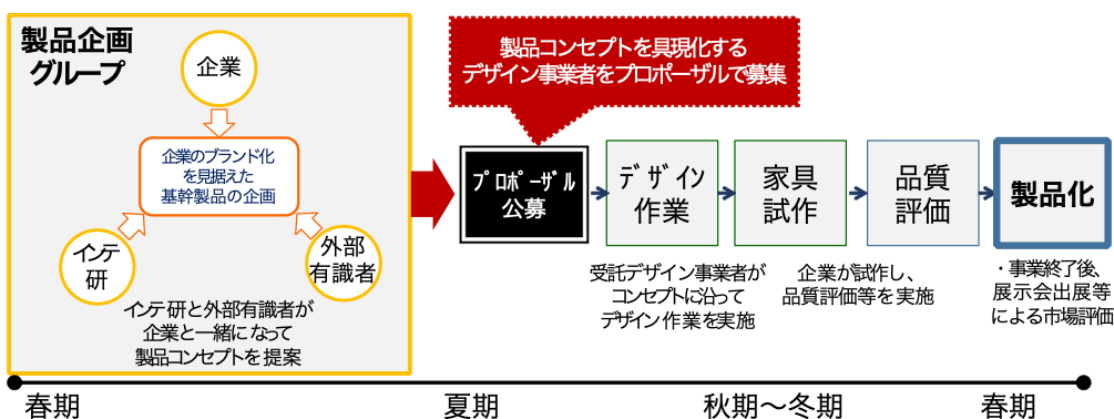 製品企画
グループ
企業
企業のブランド化
を見据えた
基幹製品の企画
インテ
研
外部
有識者
インテ研と外部有識者が
企業と一緒になって
製品コンセプトを提案
製品コンセプトを具現化する
デザイン事業者をプロポーザルで募集
ﾌﾟﾛﾎﾟｰｻﾞﾙ
公募
ﾃﾞｻﾞｲﾝ
作業
家具
試作
品質
評価
製品化
受託デザイン事業者が
コンセプトに沿って
デザイン作業を実施
企業が試作し、
品質評価等を実施
・事業終了後、
展示会出展等
による市場評価
春期
夏期
秋期～冬期
春期